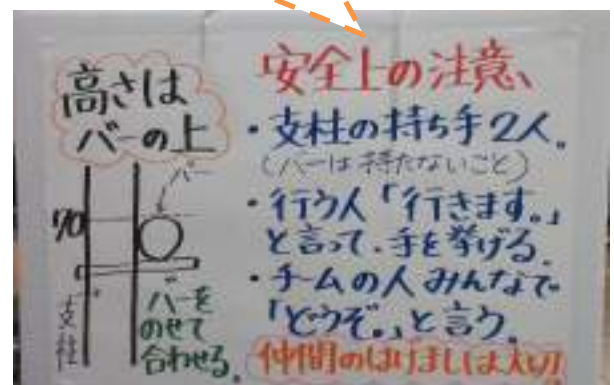 高さは
バーの上
バー
70
支柱
バーを
のせて
合わせる。
安全上の注意、
・支柱の持ち手2人。
(バーは持たないこと)
・行う人「行きます。」
と言って、手を挙げる。
・チームの人みんなで
「どうぞ。」と言う。
仲間のはげましは大切